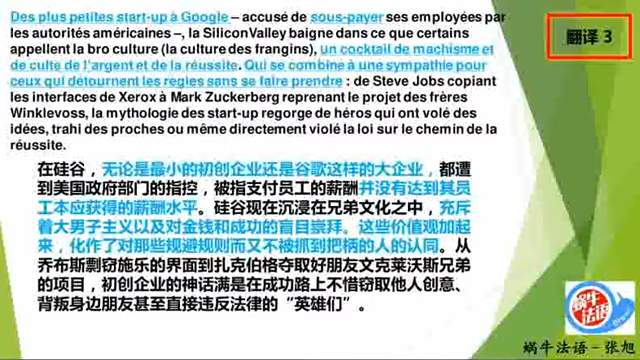 Des plus petites start-up à Google – accusé de sous-payer ses employées par
les autorités américaines –, la SiliconValley baigne dans ce que certains
appellent la bro culture (la culture des frangins), un cocktail de machisme et
de culte de l'argent et de la réussite. Qui se combine à une sympathie pour
ceux qui détournent les règles sans se faire prendre : de Steve Jobs copiant
les interfaces de Xerox à Mark Zuckerberg reprenant le projet des frères
Winklevoss, la mythologie des start-up regorge de héros qui ont volé des
idées, trahi des proches ou même directement violé la loi sur le chemin de la
réussite.
翻译 3
在硅谷，无论是最小的初创企业还是谷歌这样的大企业，都遭
到美国政府部门的指控，被指支付员工的薪酬并没有达到其员
工本应获得的薪酬水平。硅谷现在沉浸在兄弟文化之中，充斥
着大男子主义以及对金钱和成功的盲目崇拜。这些价值观加起
来，化作了对那些规避规则而又不被抓到把柄的人的认同。从
乔布斯剽窃施乐的界面到扎克伯格夺取好朋友文克莱沃斯兄弟
的项目，初创企业的神话满是在成功路上不惜窃取他人创意、
背叛身边朋友甚至直接违反法律的“英雄们”。
蜗牛
法语
蜗牛法语－张旭